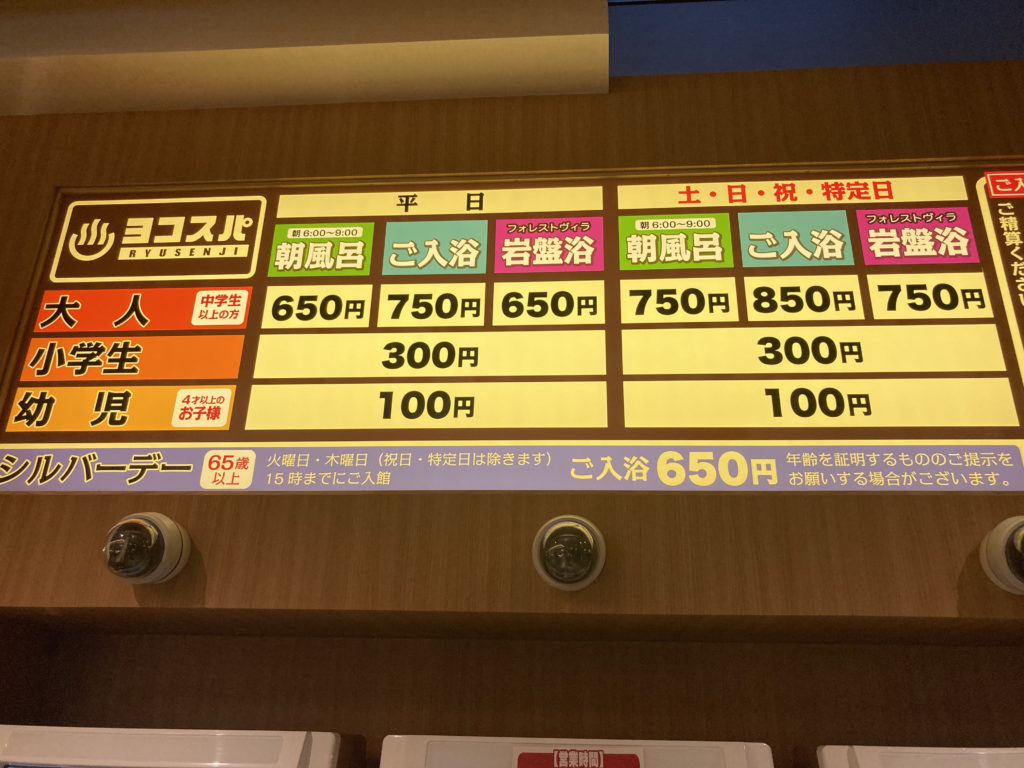 ヨコスパ
RYUSENJI
平 日
朝6:00〜9:00
朝風呂
ご入浴
フォレストヴィラ
岩盤浴
土・日・祝・特定日
朝6:00〜9:00
朝風呂
ご入浴
フォレストヴィラ
岩盤浴
大 人
中学生
以上の方
650円 750円 650円
750円 850円 750円
小学生
300円
300円
幼 児
4才以上の
お子様
100円
100円
シルバーデー
65歳
以上
火曜日・木曜日（祝日・特定日は除きます）
15時までにご入館
ご入浴 650円
年齢を証明するもののご提示を
お願いする場合がございます。
ご入
ご精算くださ
【営業時間】